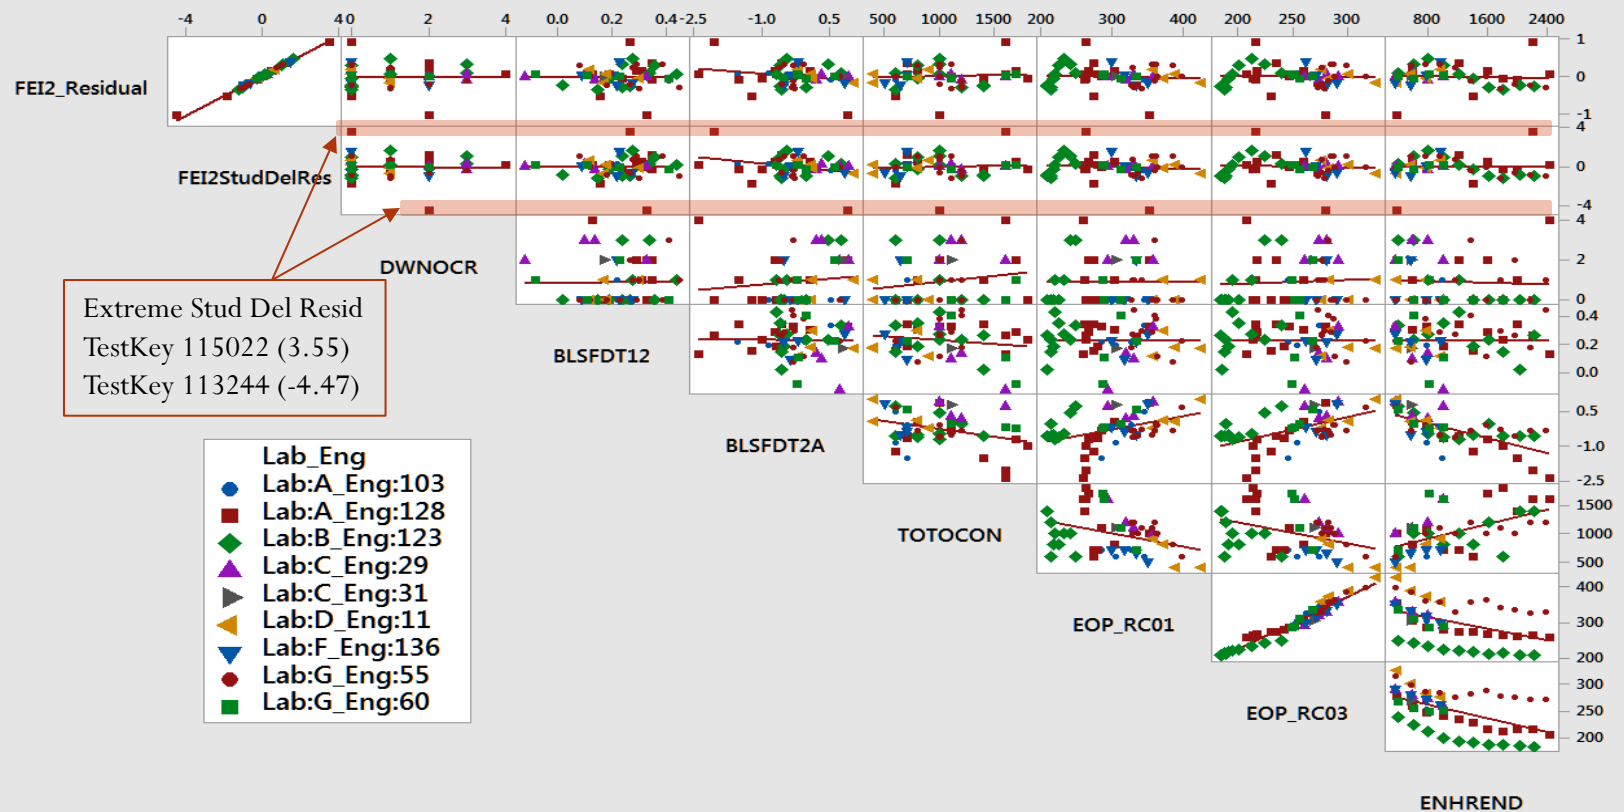 -4 0 4 0 2 4 0.0 0.2 0.4 -2.5 -1.0 0.5 500 1000 1500 200 300 400 200 250 300 800 1600 2400
FEI2_Residual
1
0
-1
FEI2StudDelRes
4
0
-4
DWNOCR
4
2
0
BLSFDT12
0.4
0.2
0.0
BLSFDT2A
0.5
-1.0
-2.5
TOTOCON
1500
1000
500
EOP_RC01
400
300
200
EOP_RC03
300
250
200
ENHREND
Extreme Stud Del Resid
TestKey 115022 (3.55)
TestKey 113244 (-4.47)
Lab_Eng
Lab:A_Eng:103
Lab:A_Eng:128
Lab:B_Eng:123
Lab:C_Eng:29
Lab:C_Eng:31
Lab:D_Eng:11
Lab:F_Eng:136
Lab:G_Eng:55
Lab:G_Eng:60